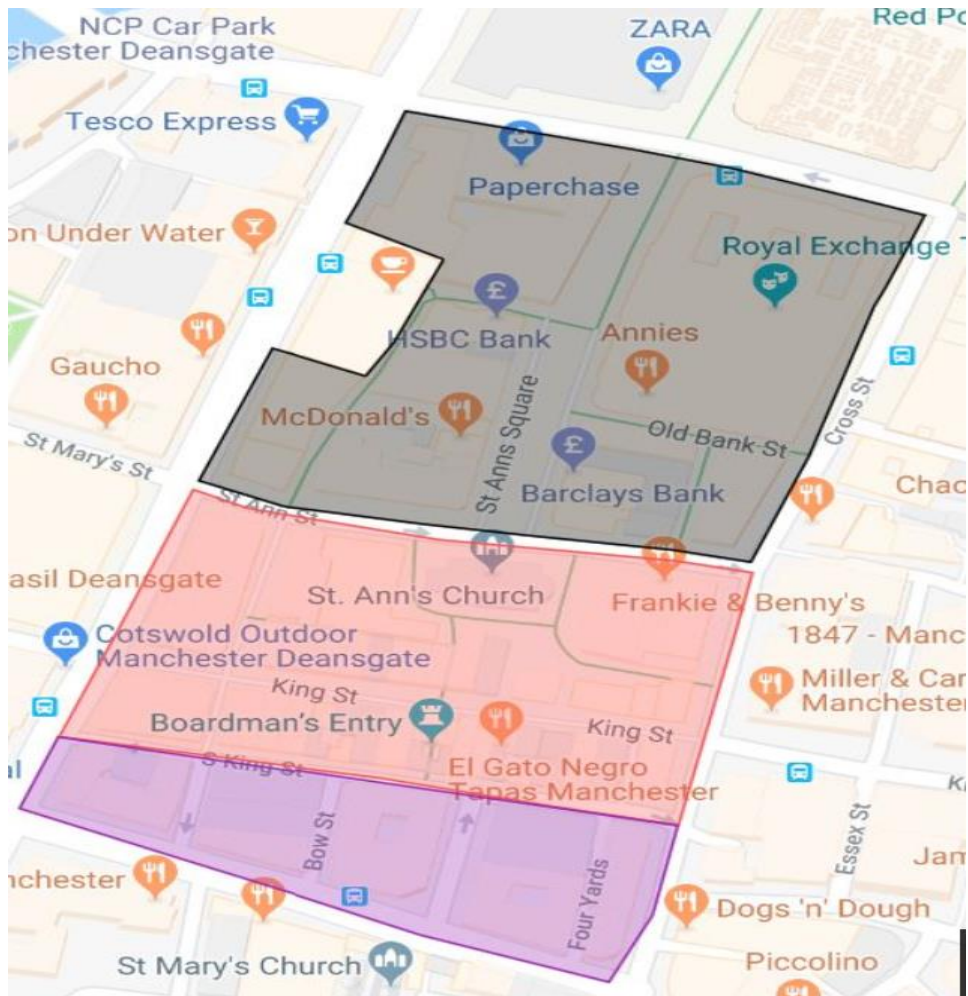 NCP Car Park
chester Deansgate
ZARA
Red Po
Tesco Express
Paperchase
on Under Water
Royal Exchange T
HSBC Bank
Annies
Gaucho
McDonald's
St Anns Square
Old Bank St
Cross St
St Mary's St
Barclays Bank
Chao
St Ann St
asil Deansgate
St. Ann's Church
Frankie & Benny's
1847 - Manc
Cotswold Outdoor
Manchester Deansgate
Miller & Car
Manchester
King St
Boardman's Entry
King St
al
S King St
El Gato Negro
Tapas Manchester
Ki
Bow St
Essex St
Jam
nchester
Four Yards
Dogs 'n' Dough
St Mary's Church
Piccolino